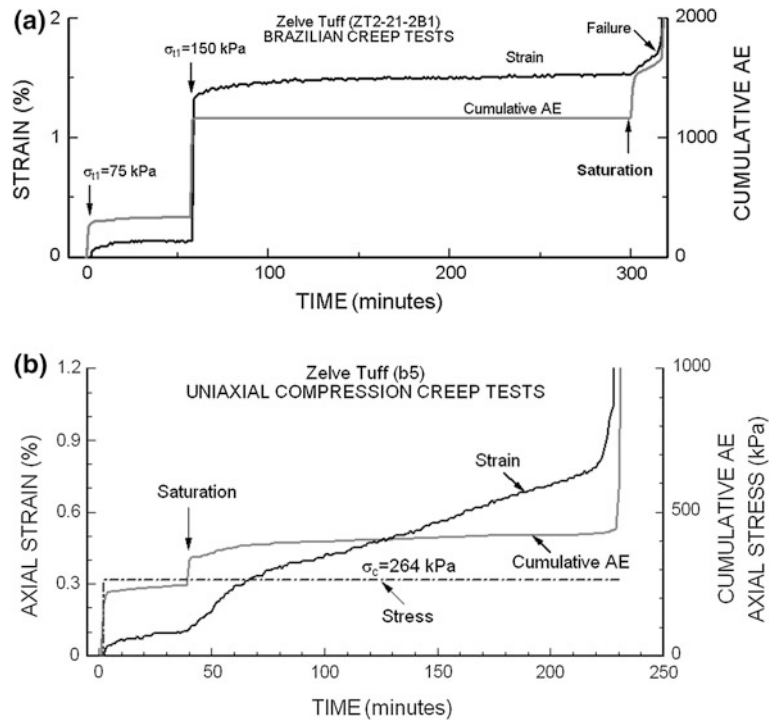 (a)
Zelve Tuff (ZT2-21-2B1)
BRAZILIAN CREEP TESTS
σt1=150 kPa
σt1=75 kPa
Strain
Failure
Cumulative AE
Saturation
STRAIN (%)
2
1
0
CUMULATIVE AE
2000
1000
0
0
100
200
300
TIME (minutes)
(b)
Zelve Tuff (b5)
UNIAXIAL COMPRESSION CREEP TESTS
Saturation
Strain
Cumulative AE
σc=264 kPa
Stress
AXIAL STRAIN (%)
1.2
0.9
0.6
0.3
0
CUMULATIVE AE
AXIAL STRESS (kPa)
1000
500
0
0
50
100
150
200
250
TIME (minutes)